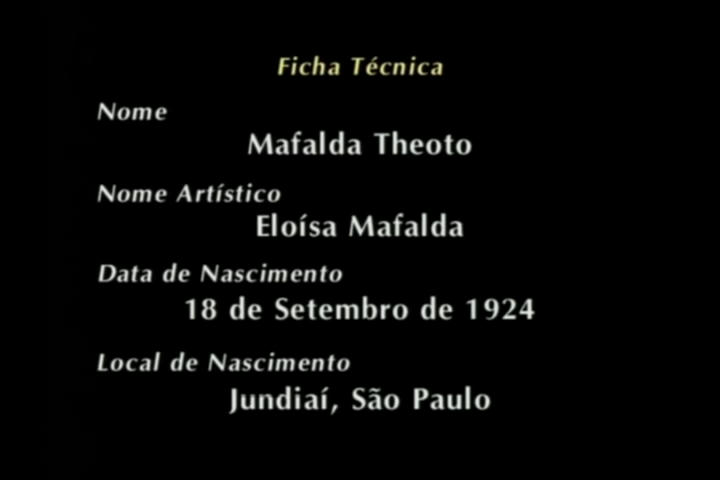 Ficha Técnica
Nome
Mafalda Theoto
Nome Artístico
Eloísa Mafalda
Data de Nascimento
18 de Setembro de 1924
Local de Nascimento
Jundiaí, São Paulo